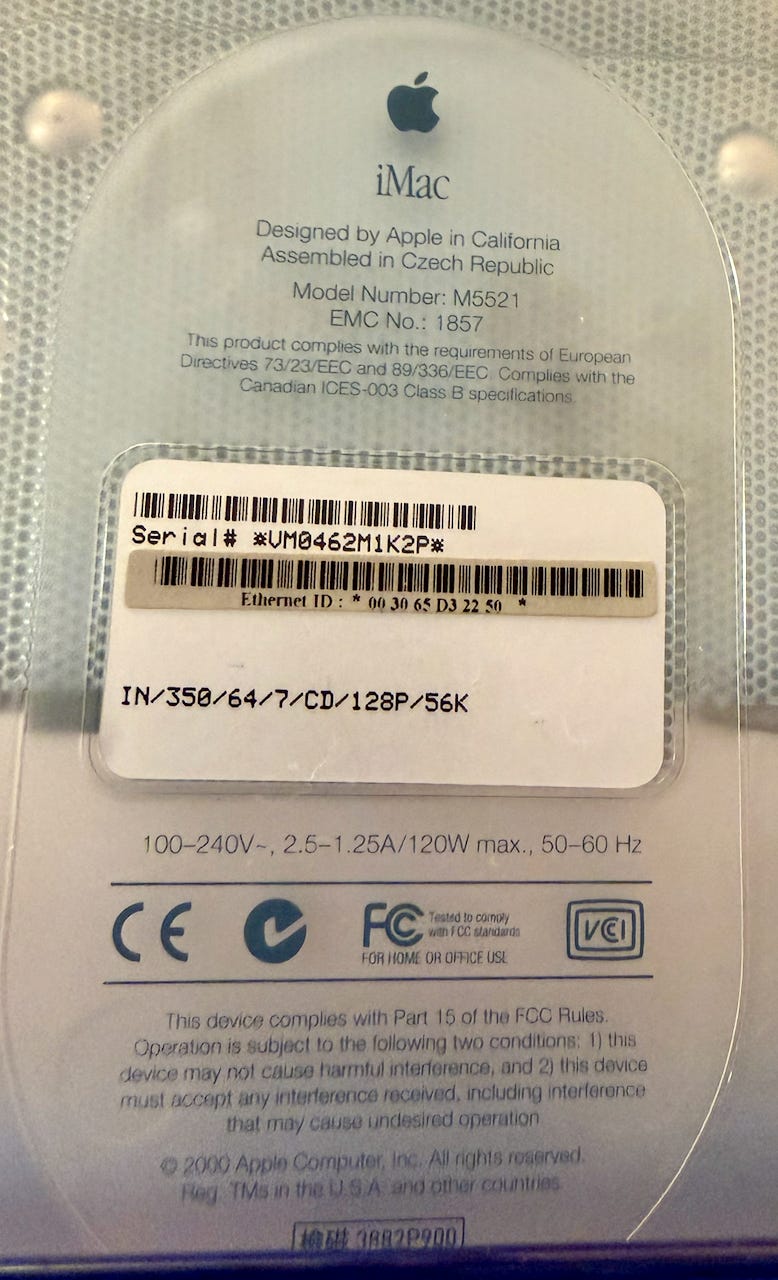 iMac
Designed by Apple in California
Assembled in Czech Republic
Model Number: M5521
EMC No.: 1857
This product complies with the requirements of European
Directives 73/23/EEC and 89/336/EEC. Complies with the
Canadian ICES-003 Class B specifications.
Serial# *VM0462M1K2P*
Ethernet ID : * 00 30 65 D3 22 50 *
IN/350/64/7/CD/128P/56K
100–240V~, 2.5–1.25A/120W max., 50–60 Hz
CE
FC Tested to comply
with FCC standards
FOR HOME OR OFFICE USE
VCCI
This device complies with Part 15 of the FCC Rules.
Operation is subject to the following two conditions: 1) this
device may not cause harmful interference, and 2) this device
must accept any interference received, including interference
that may cause undesired operation
© 2000 Apple Computer, Inc. All rights reserved.
Reg. TMs in the U.S.A. and other countries.
3882P900